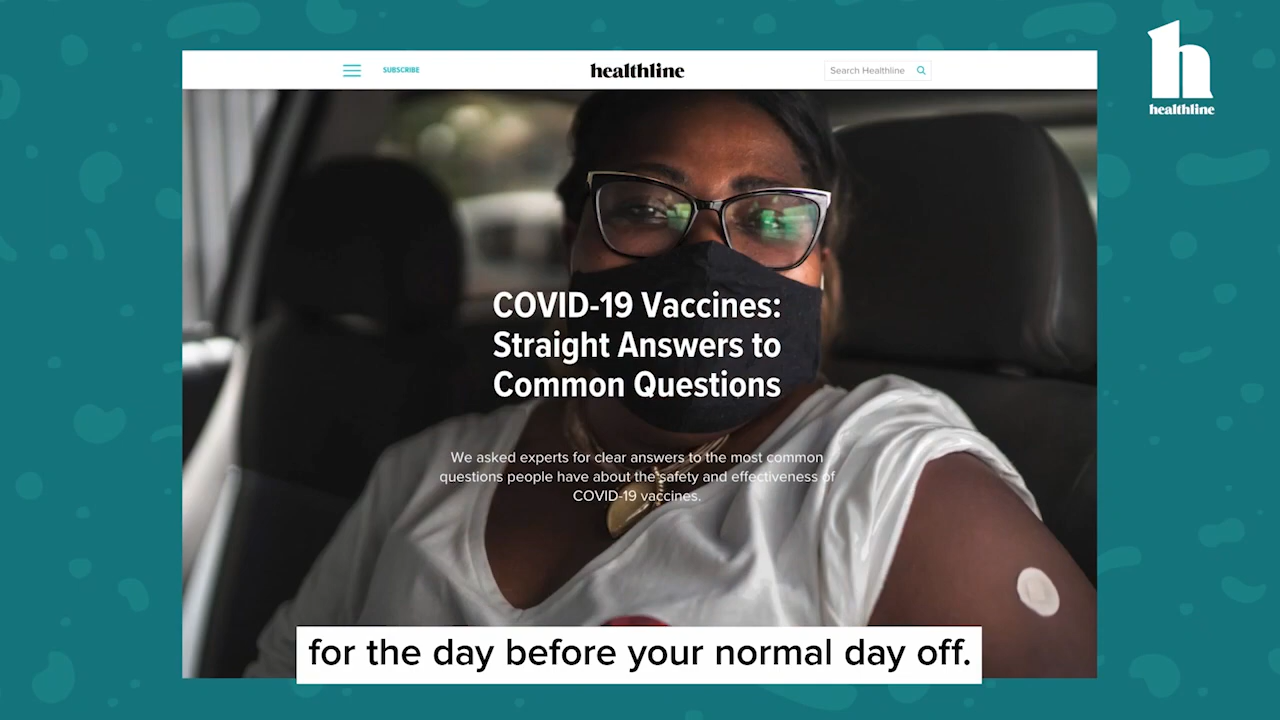 SUBSCRIBE
healthline
Search Healthline
healthline
COVID-19 Vaccines:
Straight Answers to
Common Questions
We asked experts for clear answers to the most common
questions people have about the safety and effectiveness of
COVID-19 vaccines.
for the day before your normal day off.